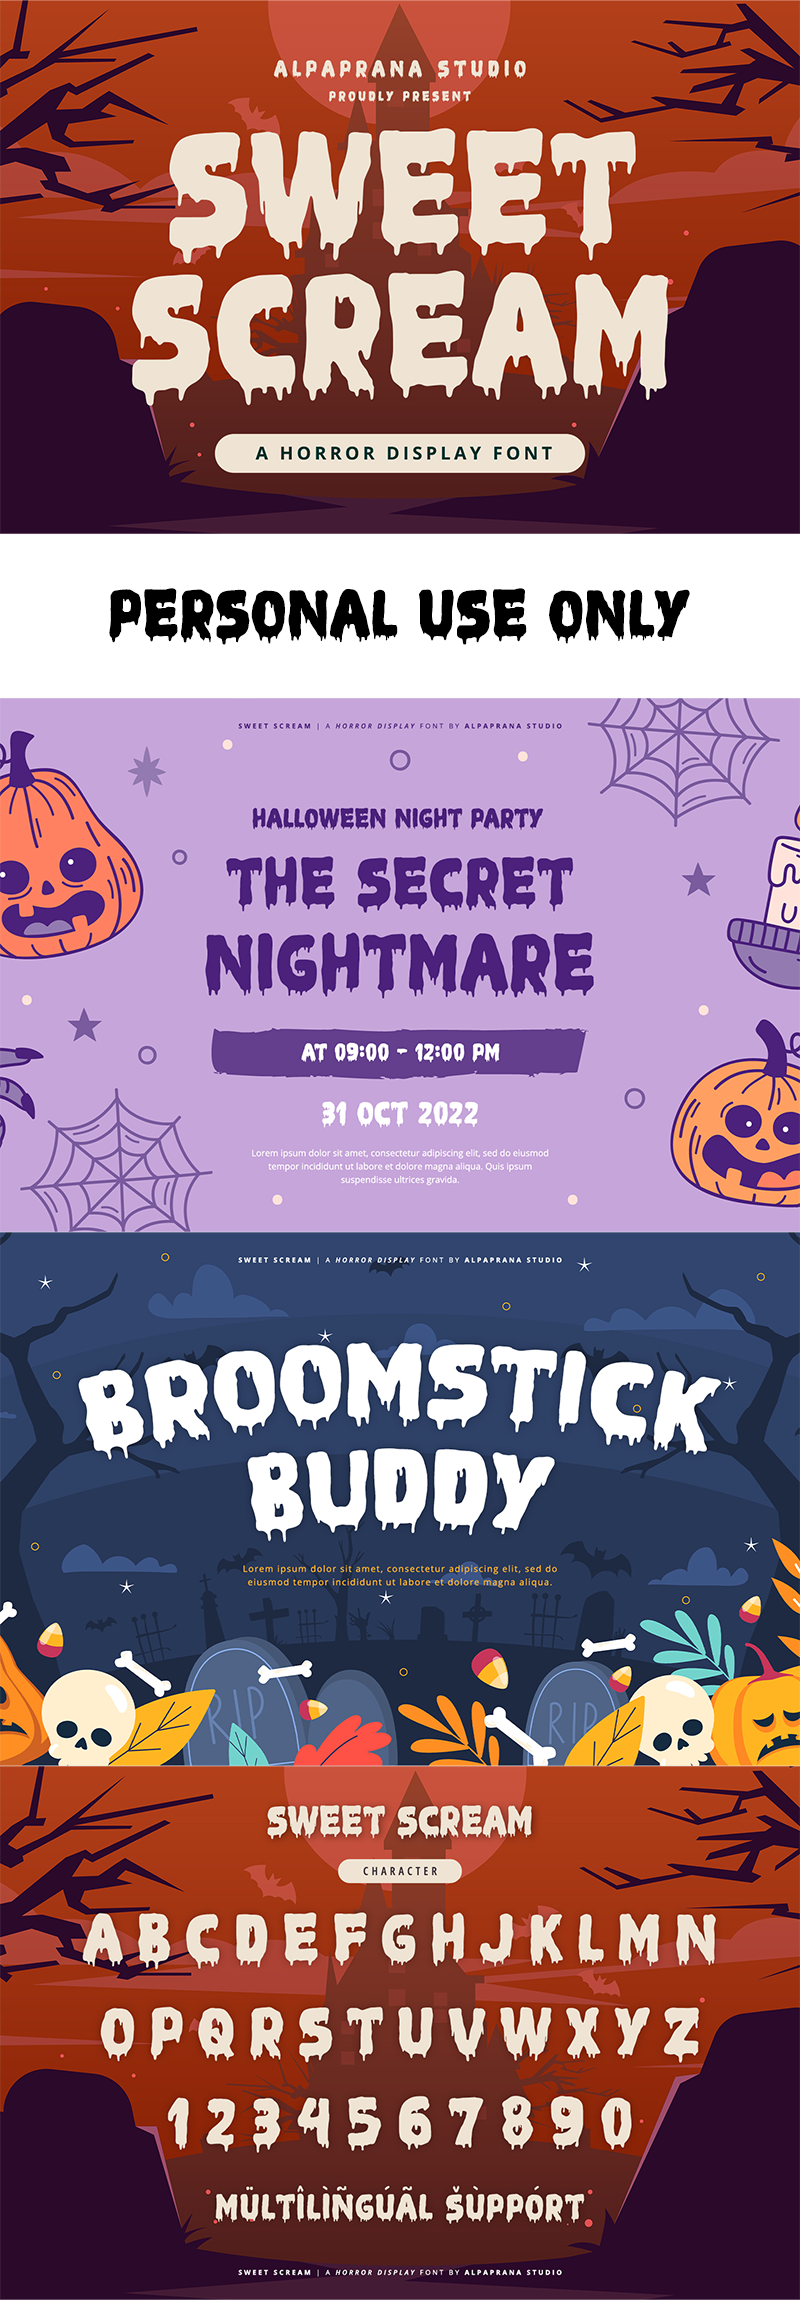 ALPAPRANA STUDIO
PROUDLY PRESENT
SWEET
SCREAM
A HORROR DISPLAY FONT
PERSONAL USE ONLY
SWEET SCREAM | A HORROR DISPLAY FONT BY ALPAPRANA STUDIO
HALLOWEEN NIGHT PARTY
THE SECRET
NIGHTMARE
AT 09:00 - 12:00 PM
31 OCT 2022
Lorem ipsum dolor sit amet, consectetur adipiscing elit, sed do eiusmod
tempor incididunt ut labore et dolore magna aliqua. Quis ipsum
suspendisse ultrices gravida.
SWEET SCREAM | A HORROR DISPLAY FONT BY ALPAPRANA STUDIO
BROOMSTICK
BUDDY
Lorem ipsum dolor sit amet, consectetur adipiscing elit, sed do
eiusmod tempor incididunt ut labore et dolore magna aliqua.
RIP
RIP
SWEET SCREAM
CHARACTER
ABCDEFGHJKLMN
OPQRSTUVWXYZ
1234567890
MÜLTÎLÌÑGÚÃL ŠÙPPÓRT
SWEET SCREAM | A HORROR DISPLAY FONT BY ALPAPRANA STUDIO